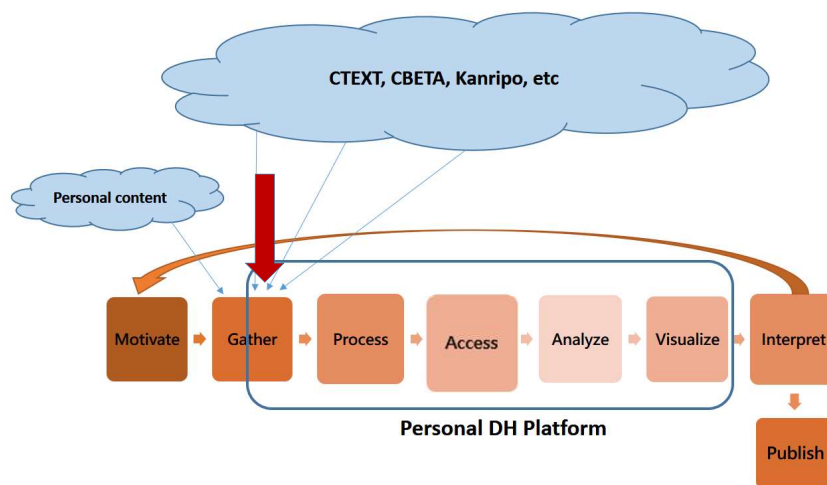 CTEXT, CBETA, Kanripo, etc
Personal content
Motivate
Gather
Process
Access
Analyze
Visualize
Interpret
Personal DH Platform
Publish